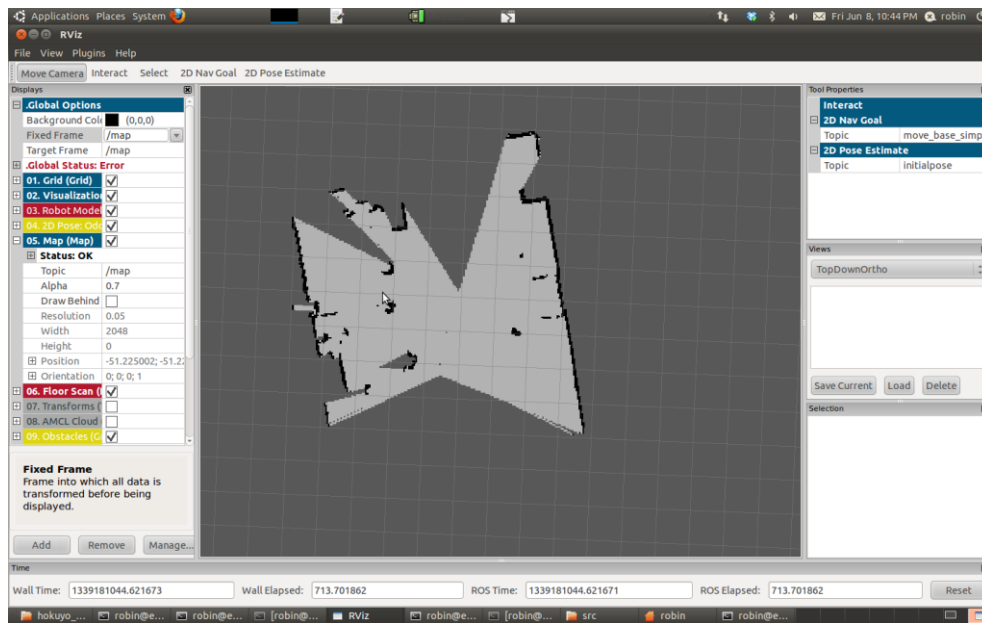 Applications Places System
Fri Jun 8, 10:44 PM robin
RViz
File View Plugins Help
Move Camera Interact Select 2D Nav Goal 2D Pose Estimate
Displays
.Global Options
Background Col (0,0,0)
Fixed Frame /map
Target Frame /map
.Global Status: Error
01. Grid (Grid)
02. Visualizatio
03. Robot Model
04. 2D Pose: Odo
05. Map (Map)
Status: OK
Topic /map
Alpha 0.7
Draw Behind
Resolution 0.05
Width 2048
Height 0
Position -51.225002; -51.22
Orientation 0; 0; 0; 1
06. Floor Scan (
07. Transforms (
08. AMCL Cloud
09. Obstacles (
Fixed Frame
Frame into which all data is
transformed before being
displayed.
Add Remove Manage...
Tool Properties
Interact
2D Nav Goal
Topic move_base_simp
2D Pose Estimate
Topic initialpose
Views
TopDownOrtho
Save Current Load Delete
Selection
Time
Wall Time: 1339181044.621673 Wall Elapsed: 713.701862 ROS Time: 1339181044.621671 ROS Elapsed: 713.701862 Reset
hokuyo_... robin@e... robin@e... [robin@... RViz robin@e... [robin@... src robin robin@e...